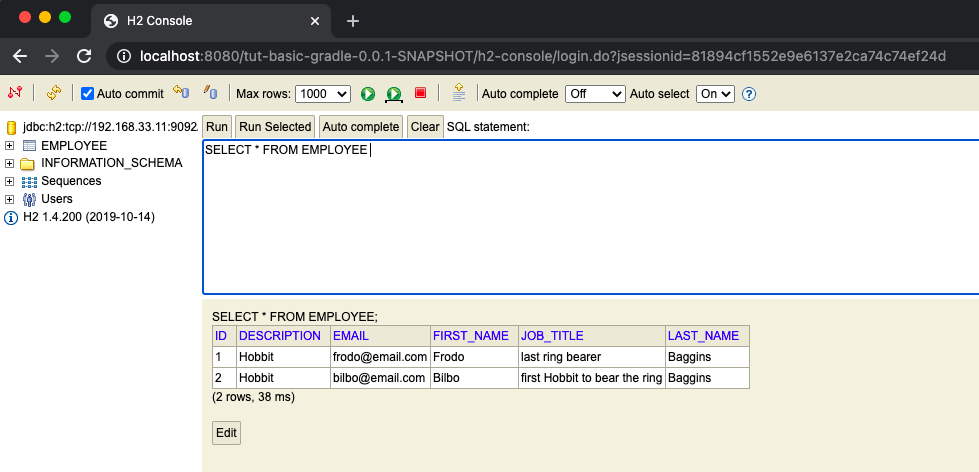 H2 Console
localhost:8080/tut-basic-gradle-0.0.1-SNAPSHOT/h2-console/login.do?jsessionid=81894cf1552e9e6137e2ca74c74ef24d
Auto commit Max rows: 1000 Auto complete Off Auto select On
jdbc:h2:tcp://192.168.33.11:9092
EMPLOYEE
INFORMATION_SCHEMA
Sequences
Users
H2 1.4.200 (2019-10-14)
Run Run Selected Auto complete Clear SQL statement:
SELECT * FROM EMPLOYEE
SELECT * FROM EMPLOYEE;
ID DESCRIPTION EMAIL FIRST_NAME JOB_TITLE LAST_NAME
1 Hobbit frodo@email.com Frodo last ring bearer Baggins
2 Hobbit bilbo@email.com Bilbo first Hobbit to bear the ring Baggins
(2 rows, 38 ms)
Edit